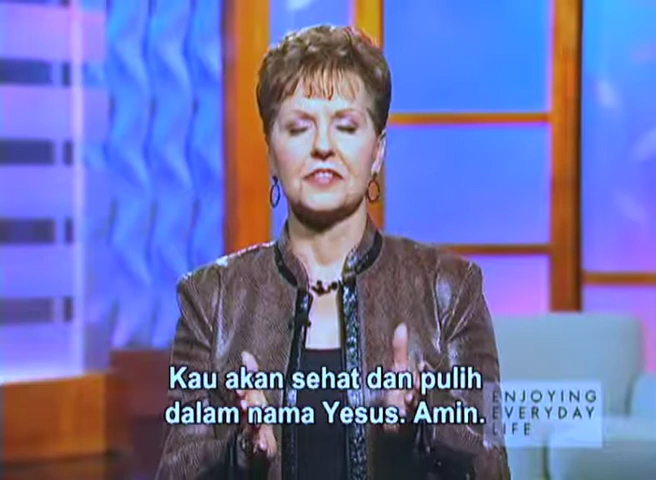 Kau akan sehat dan pulih
dalam nama Yesus. Amin.
ENJOYING
EVERYDAY
LIFE